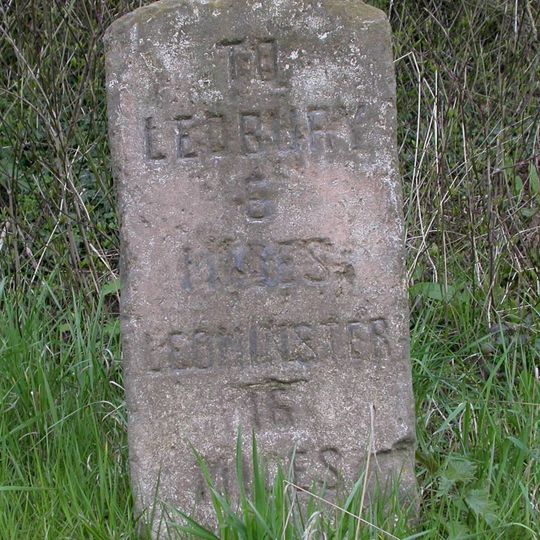 TO
LEDBURY
6
MILES
LEOMINSTER
16
MILES